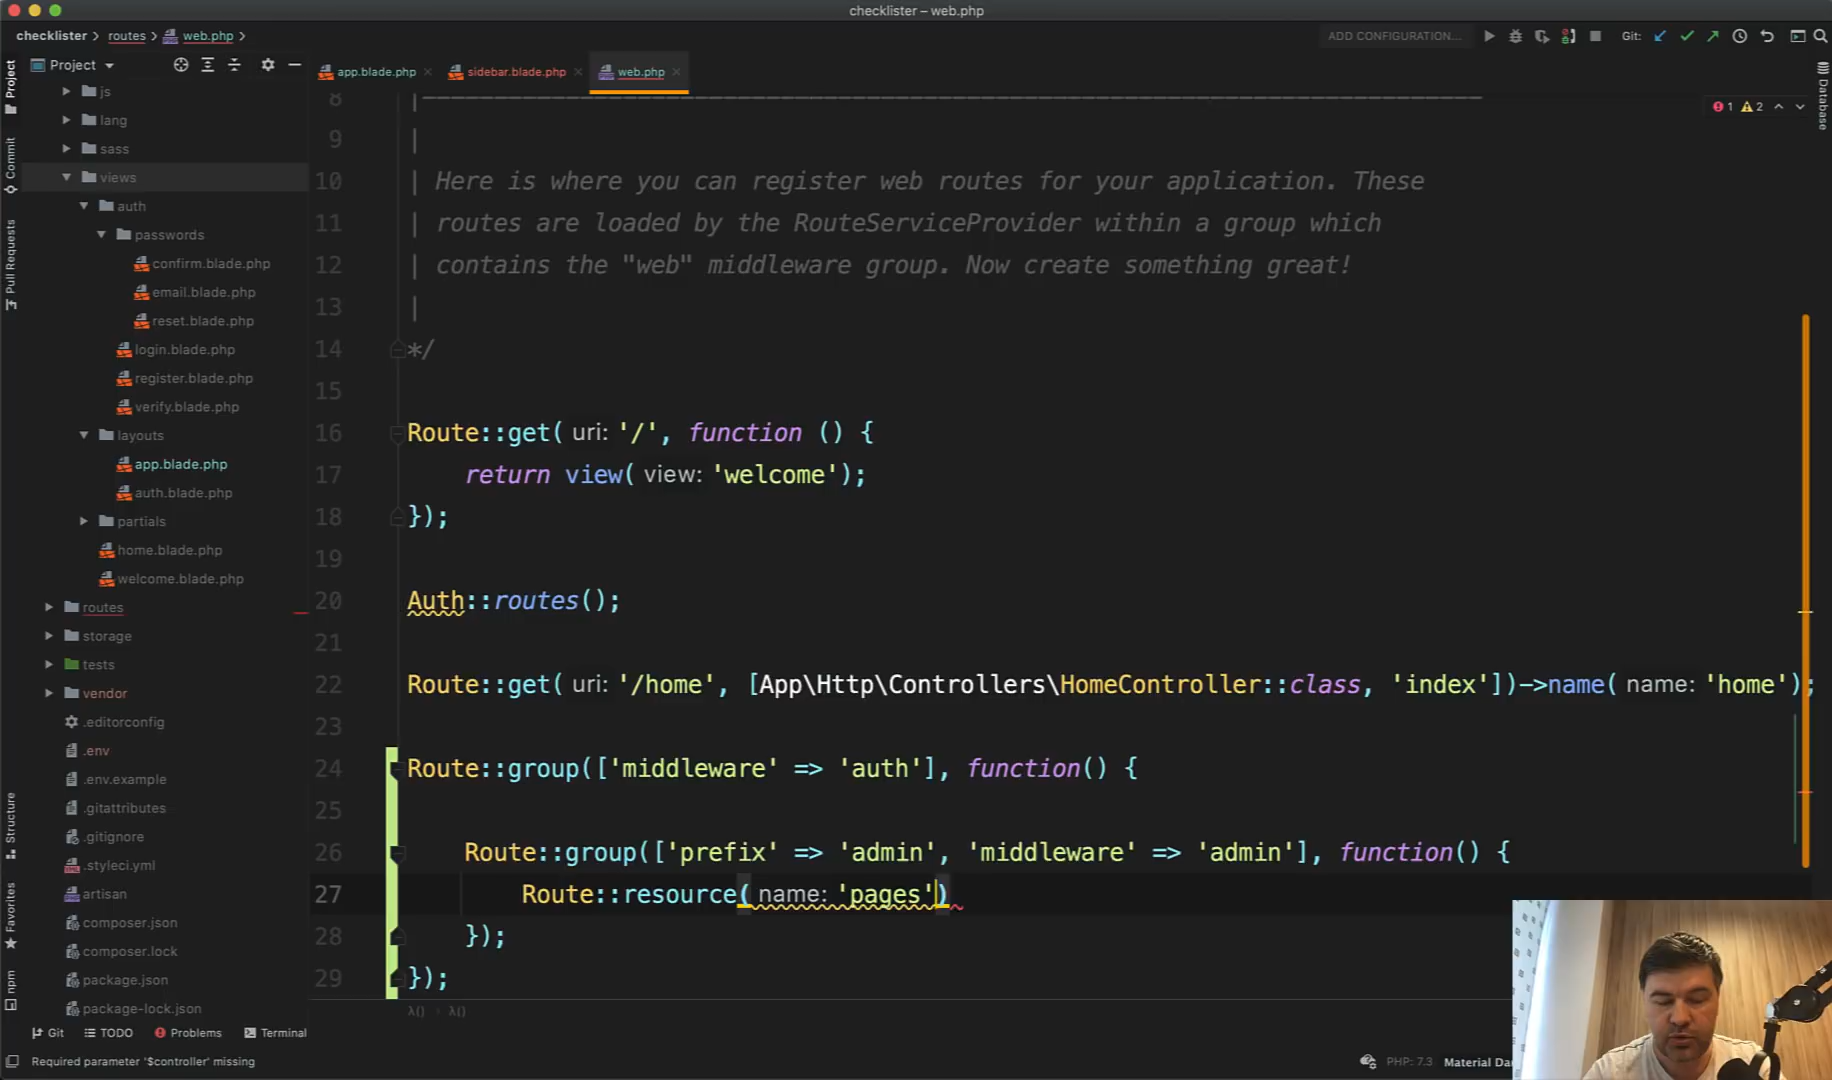 checklister – web.php
checklister > routes > web.php >
ADD CONFIGURATION...
Git:
Project
app.blade.php
sidebar.blade.php
web.php
1 2
Project
Commit
Pull Requests
Structure
Favorites
npm
Database
js
lang
sass
views
auth
passwords
confirm.blade.php
email.blade.php
reset.blade.php
login.blade.php
register.blade.php
verify.blade.php
layouts
app.blade.php
auth.blade.php
partials
home.blade.php
welcome.blade.php
routes
storage
tests
vendor
.editorconfig
.env
.env.example
.gitattributes
.gitignore
.styleci.yml
artisan
composer.json
composer.lock
package.json
package-lock.json
8 |--------------------------------------------------------------------------
9 |
10 | Here is where you can register web routes for your application. These
11 | routes are loaded by the RouteServiceProvider within a group which
12 | contains the "web" middleware group. Now create something great!
13 |
14 */
15
16 Route::get( uri: '/', function () {
17 return view( view: 'welcome');
18 });
19
20 Auth::routes();
21
22 Route::get( uri: '/home', [App\Http\Controllers\HomeController::class, 'index'])->name( name: 'home');
23
24 Route::group(['middleware' => 'auth'], function() {
25
26 Route::group(['prefix' => 'admin', 'middleware' => 'admin'], function() {
27 Route::resource( name: 'pages')
28 });
29 });
λ() > λ()
Git
TODO
Problems
Terminal
Required parameter '$controller' missing
PHP: 7.3
Material Da